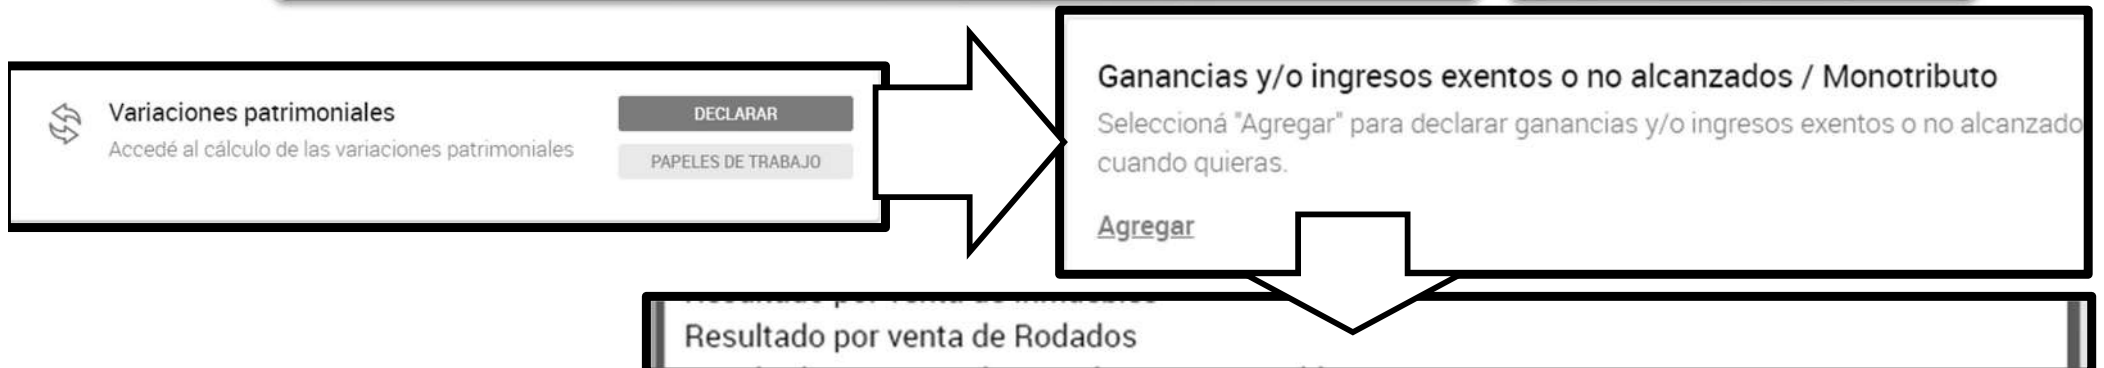 Variaciones patrimoniales
Accedé al cálculo de las variaciones patrimoniales
DECLARAR
PAPELES DE TRABAJO
Ganancias y/o ingresos exentos o no alcanzados / Monotributo
Seleccioná "Agregar" para declarar ganancias y/o ingresos exentos o no alcanzado
cuando quieras.
Agregar
Resultado por venta de Rodados